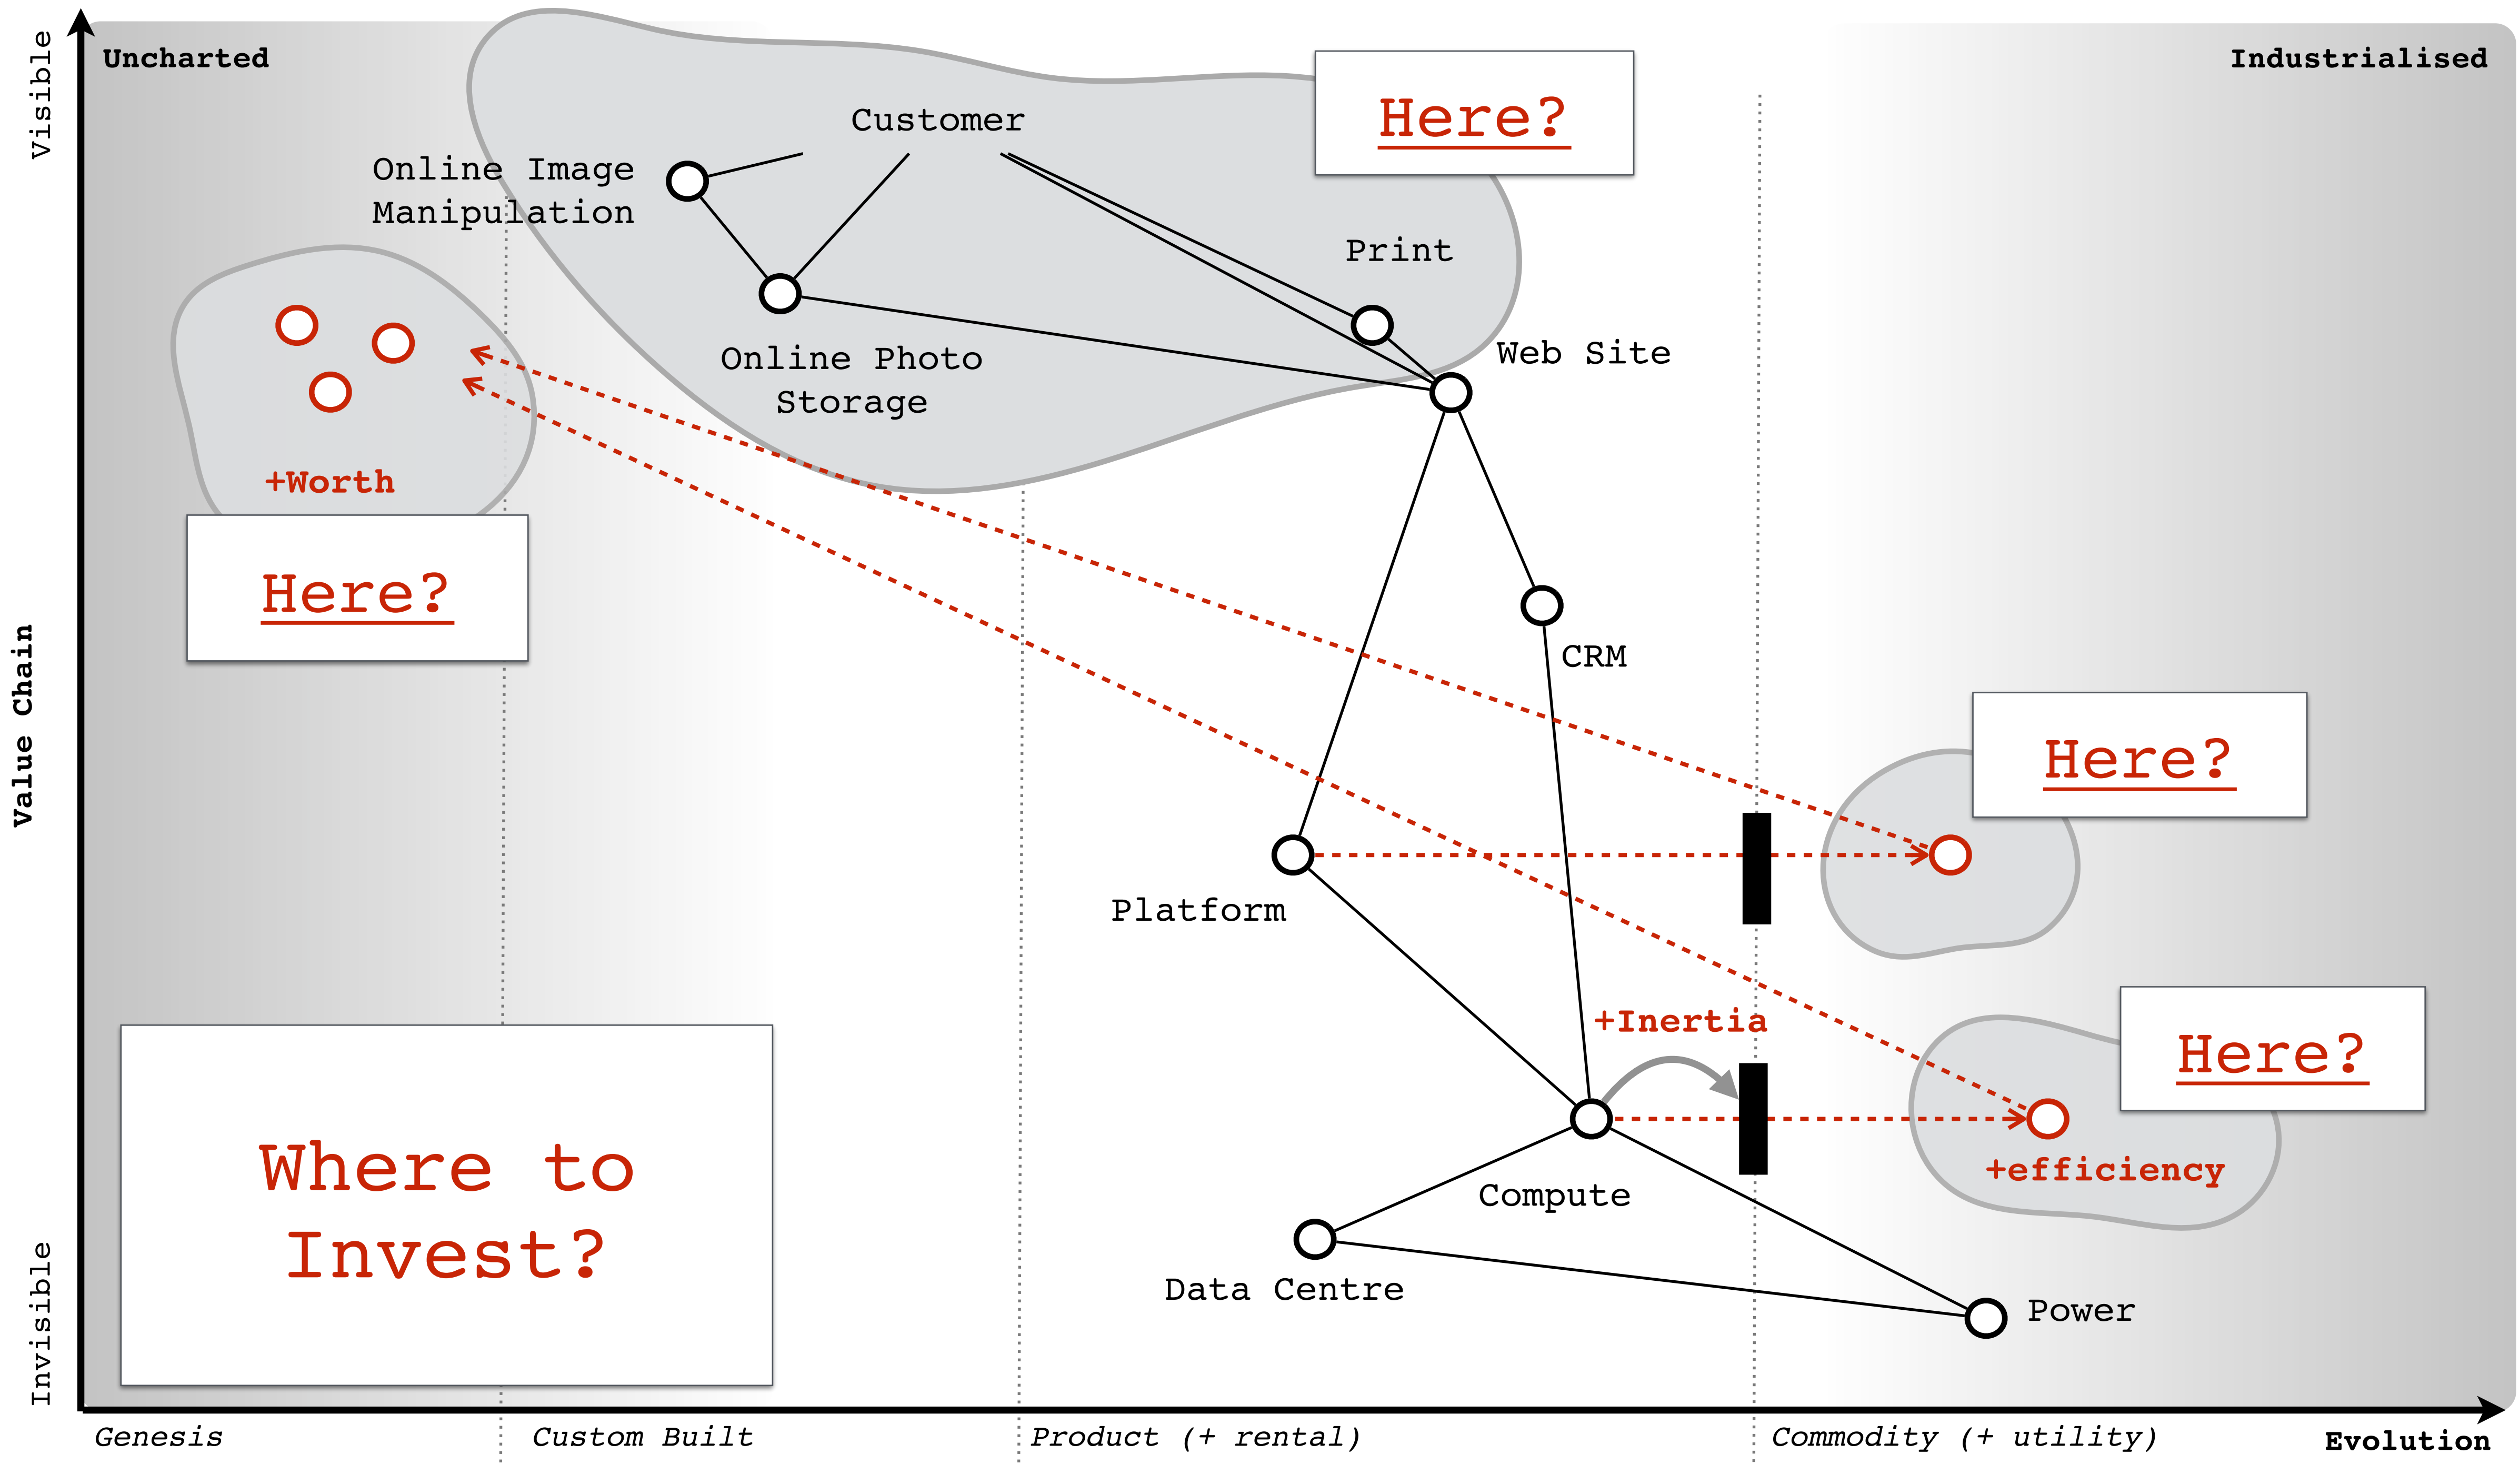 Visible
Uncharted
Industrialised
Customer
Here?
Online Image
Manipulation
Print
Online Photo
Storage
Web Site
+Worth
Here?
Value Chain
CRM
Here?
Platform
+Inertia
Here?
Where to
Invest?
+efficiency
Compute
Data Centre
Power
Invisible
Genesis
Custom Built
Product (+ rental)
Commodity (+ utility)
Evolution